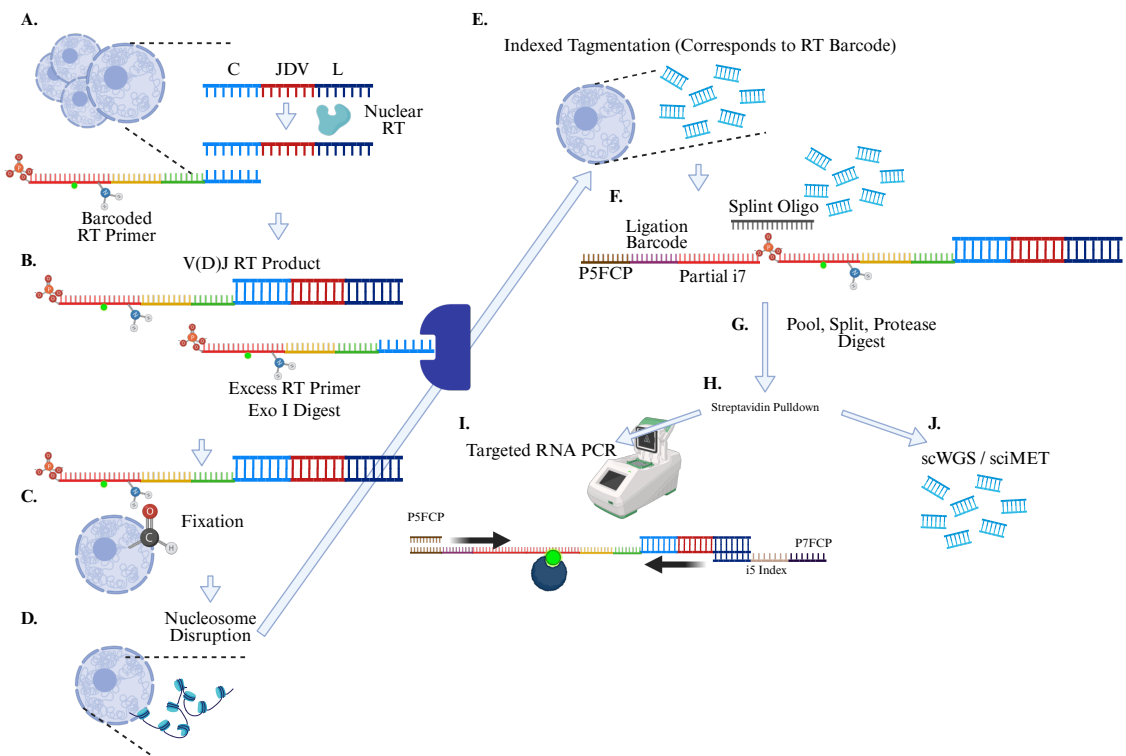 A.
C JDV L
Nuclear
RT
Barcoded
RT Primer
B.
V(D)J RT Product
Excess RT Primer
Exo I Digest
C.
Fixation
O
C
H
D.
Nucleosome
Disruption
E.
Indexed Tagmentation (Corresponds to RT Barcode)
F.
Splint Oligo
Ligation
Barcode
P5FCP
Partial i7
G.
Pool, Split, Protease
Digest
H.
Streptavidin Pulldown
I.
Targeted RNA PCR
J.
scWGS / sciMET
P5FCP
P7FCP
i5 Index